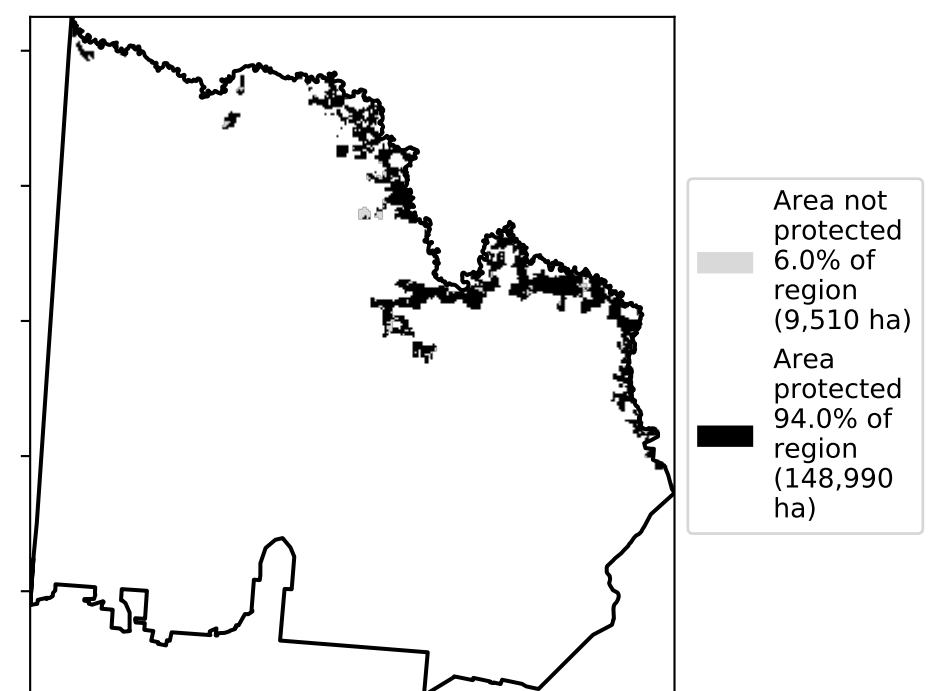 Area not
protected
6.0% of
region
(9,510 ha)
Area
protected
94.0% of
region
(148,990
ha)